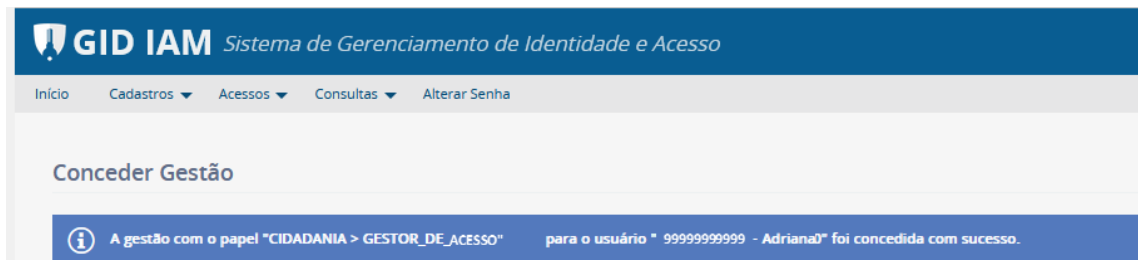 GID IAM Sistema de Gerenciamento de Identidade e Acesso
Início Cadastros Acessos Consultas Alterar Senha
Conceder Gestão
A gestão com o papel "CIDADANIA > GESTOR_DE_ACESSO" para o usuário " 99999999999 - Adriana0" foi concedida com sucesso.